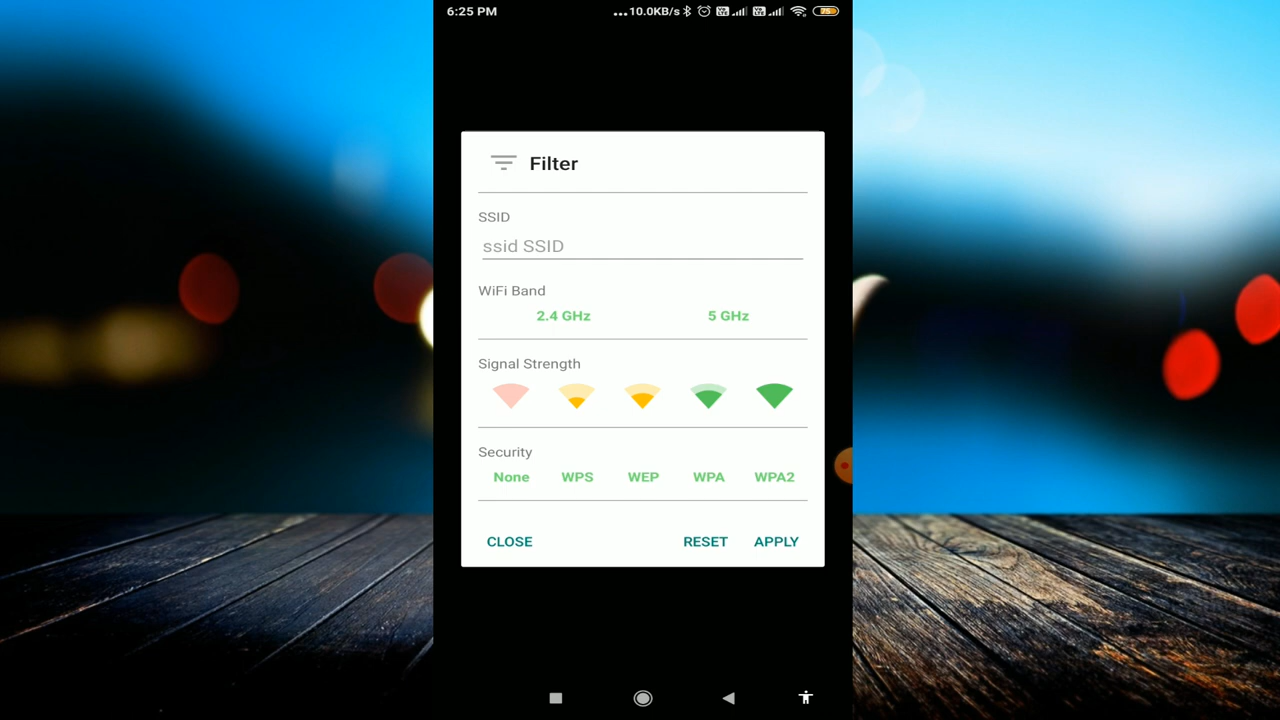 6:25 PM ...10.0KB/s 75
Filter
SSID
ssid SSID
WiFi Band
2.4 GHz 5 GHz
Signal Strength
Security
None WPS WEP WPA WPA2
CLOSE RESET APPLY